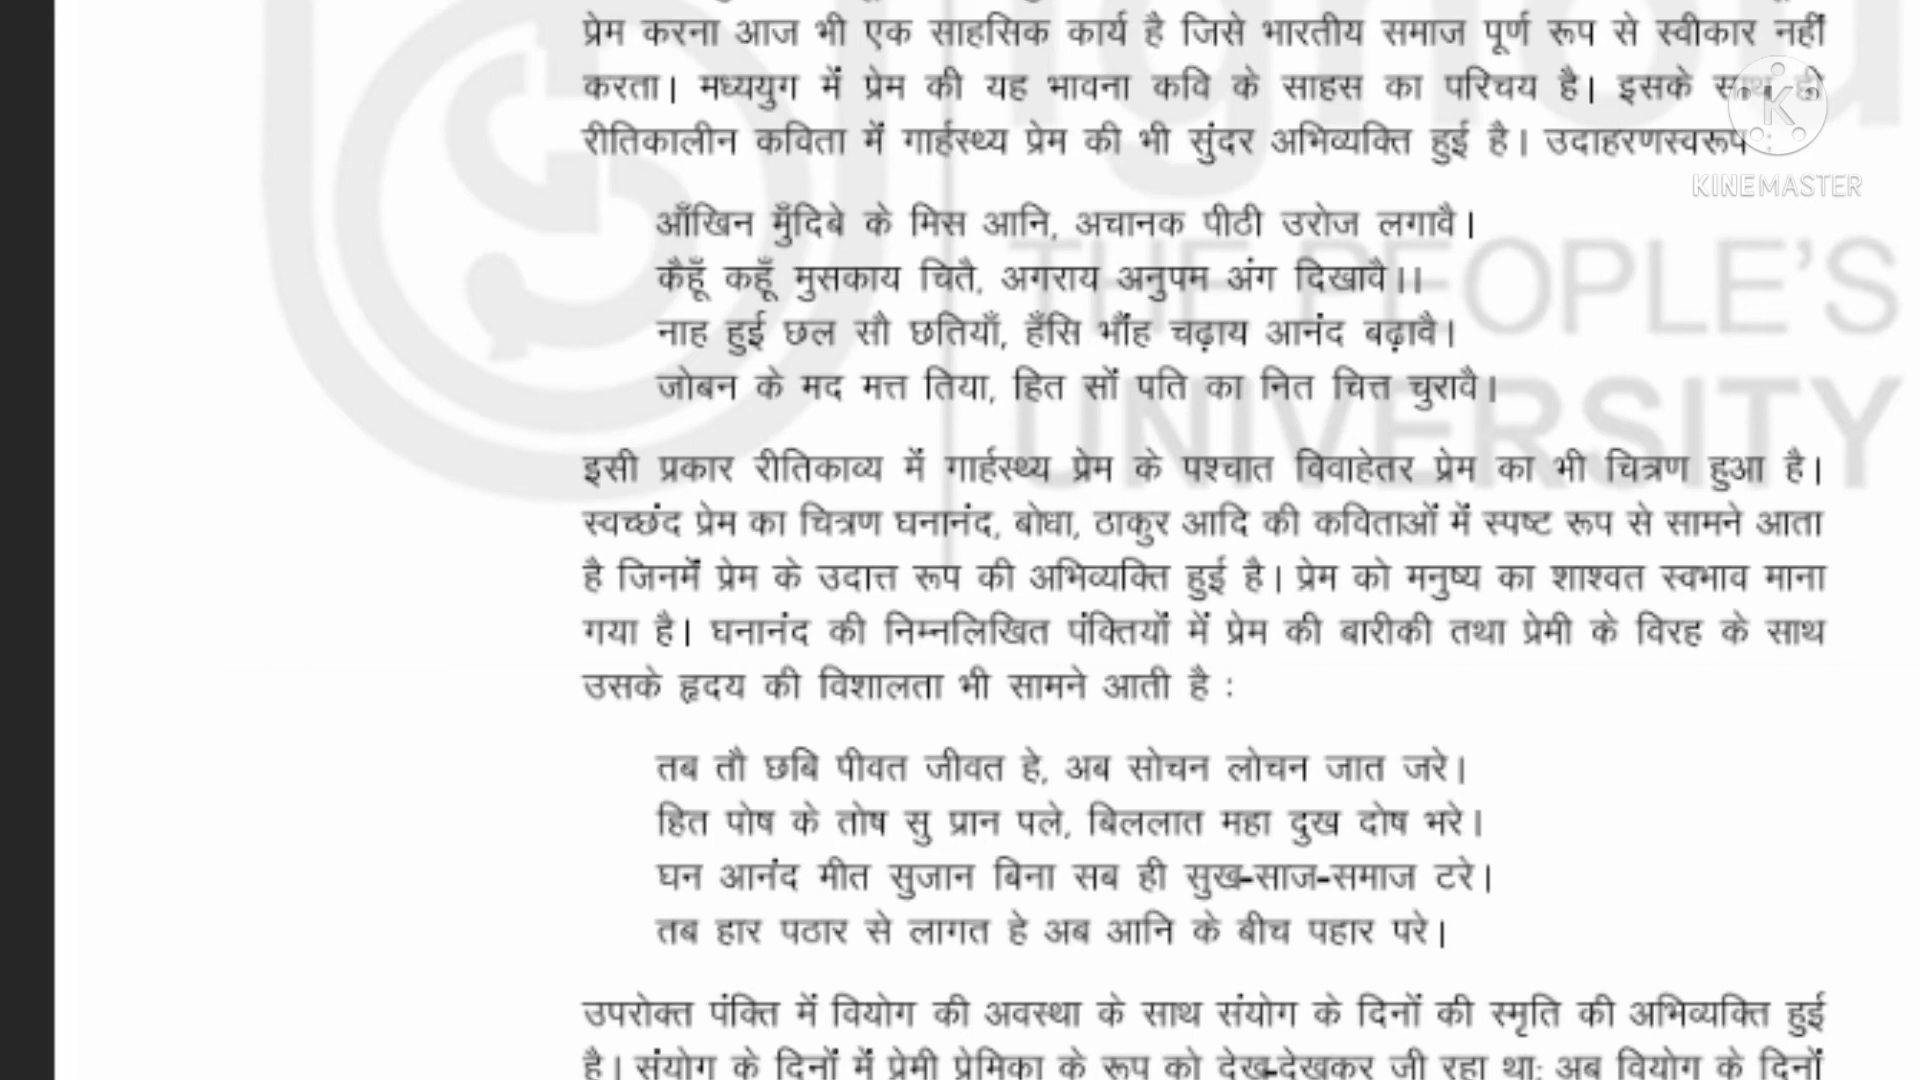 प्रेम करना आज भी एक साहसिक कार्य है जिसे भारतीय समाज पूर्ण रूप से स्वीकार नहीं
करता। मध्ययुग में प्रेम की यह भावना कवि के साहस का परिचय है। इसके साथ ही
रीतिकालीन कविता में गार्हस्थ्य प्रेम की भी सुंदर अभिव्यक्ति हुई है। उदाहरणस्वरूप :
KINEMASTER
आँखिन मुँदिबे के मिस आनि, अचानक पीटी उरोज लगावै।
कैहूँ कहूँ मुसकाय चितै, अगराय अनुपम अंग दिखावै।।
नाह हुई छल सौ छतियाँ, हँसि भौंह चढ़ाय आनंद बढ़ावै।
जोबन के मद मत्त तिया, हित सों पति का नित चित्त चुरावै।
THE PEOPLE'S
UNIVERSITY
इसी प्रकार रीतिकाव्य में गार्हस्थ्य प्रेम के पश्चात विवाहेतर प्रेम का भी चित्रण हुआ है।
स्वच्छंद प्रेम का चित्रण घनानंद, बोधा, ठाकुर आदि की कविताओं में स्पष्ट रूप से सामने आता
है जिनमें प्रेम के उदात्त रूप की अभिव्यक्ति हुई है। प्रेम को मनुष्य का शाश्वत स्वभाव माना
गया है। घनानंद की निम्नलिखित पंक्तियों में प्रेम की बारीकी तथा प्रेमी के विरह के साथ
उसके हृदय की विशालता भी सामने आती है :
तब तौ छबि पीवत जीवत हे, अब सोचन लोचन जात जरे।
हित पोष के तोष सु प्रान पले, बिललात महा दुख दोष भरे।
घन आनंद मीत सुजान बिना सब ही सुख-साज-समाज टरे।
तब हार पठार से लागत हे अब आनि के बीच पहार परे।
उपरोक्त पंक्ति में वियोग की अवस्था के साथ संयोग के दिनों की स्मृति की अभिव्यक्ति हुई
है। संयोग के दिनों में प्रेमी प्रेमिका के रूप को देख-देखकर जी रहा था; अब वियोग के दिनों